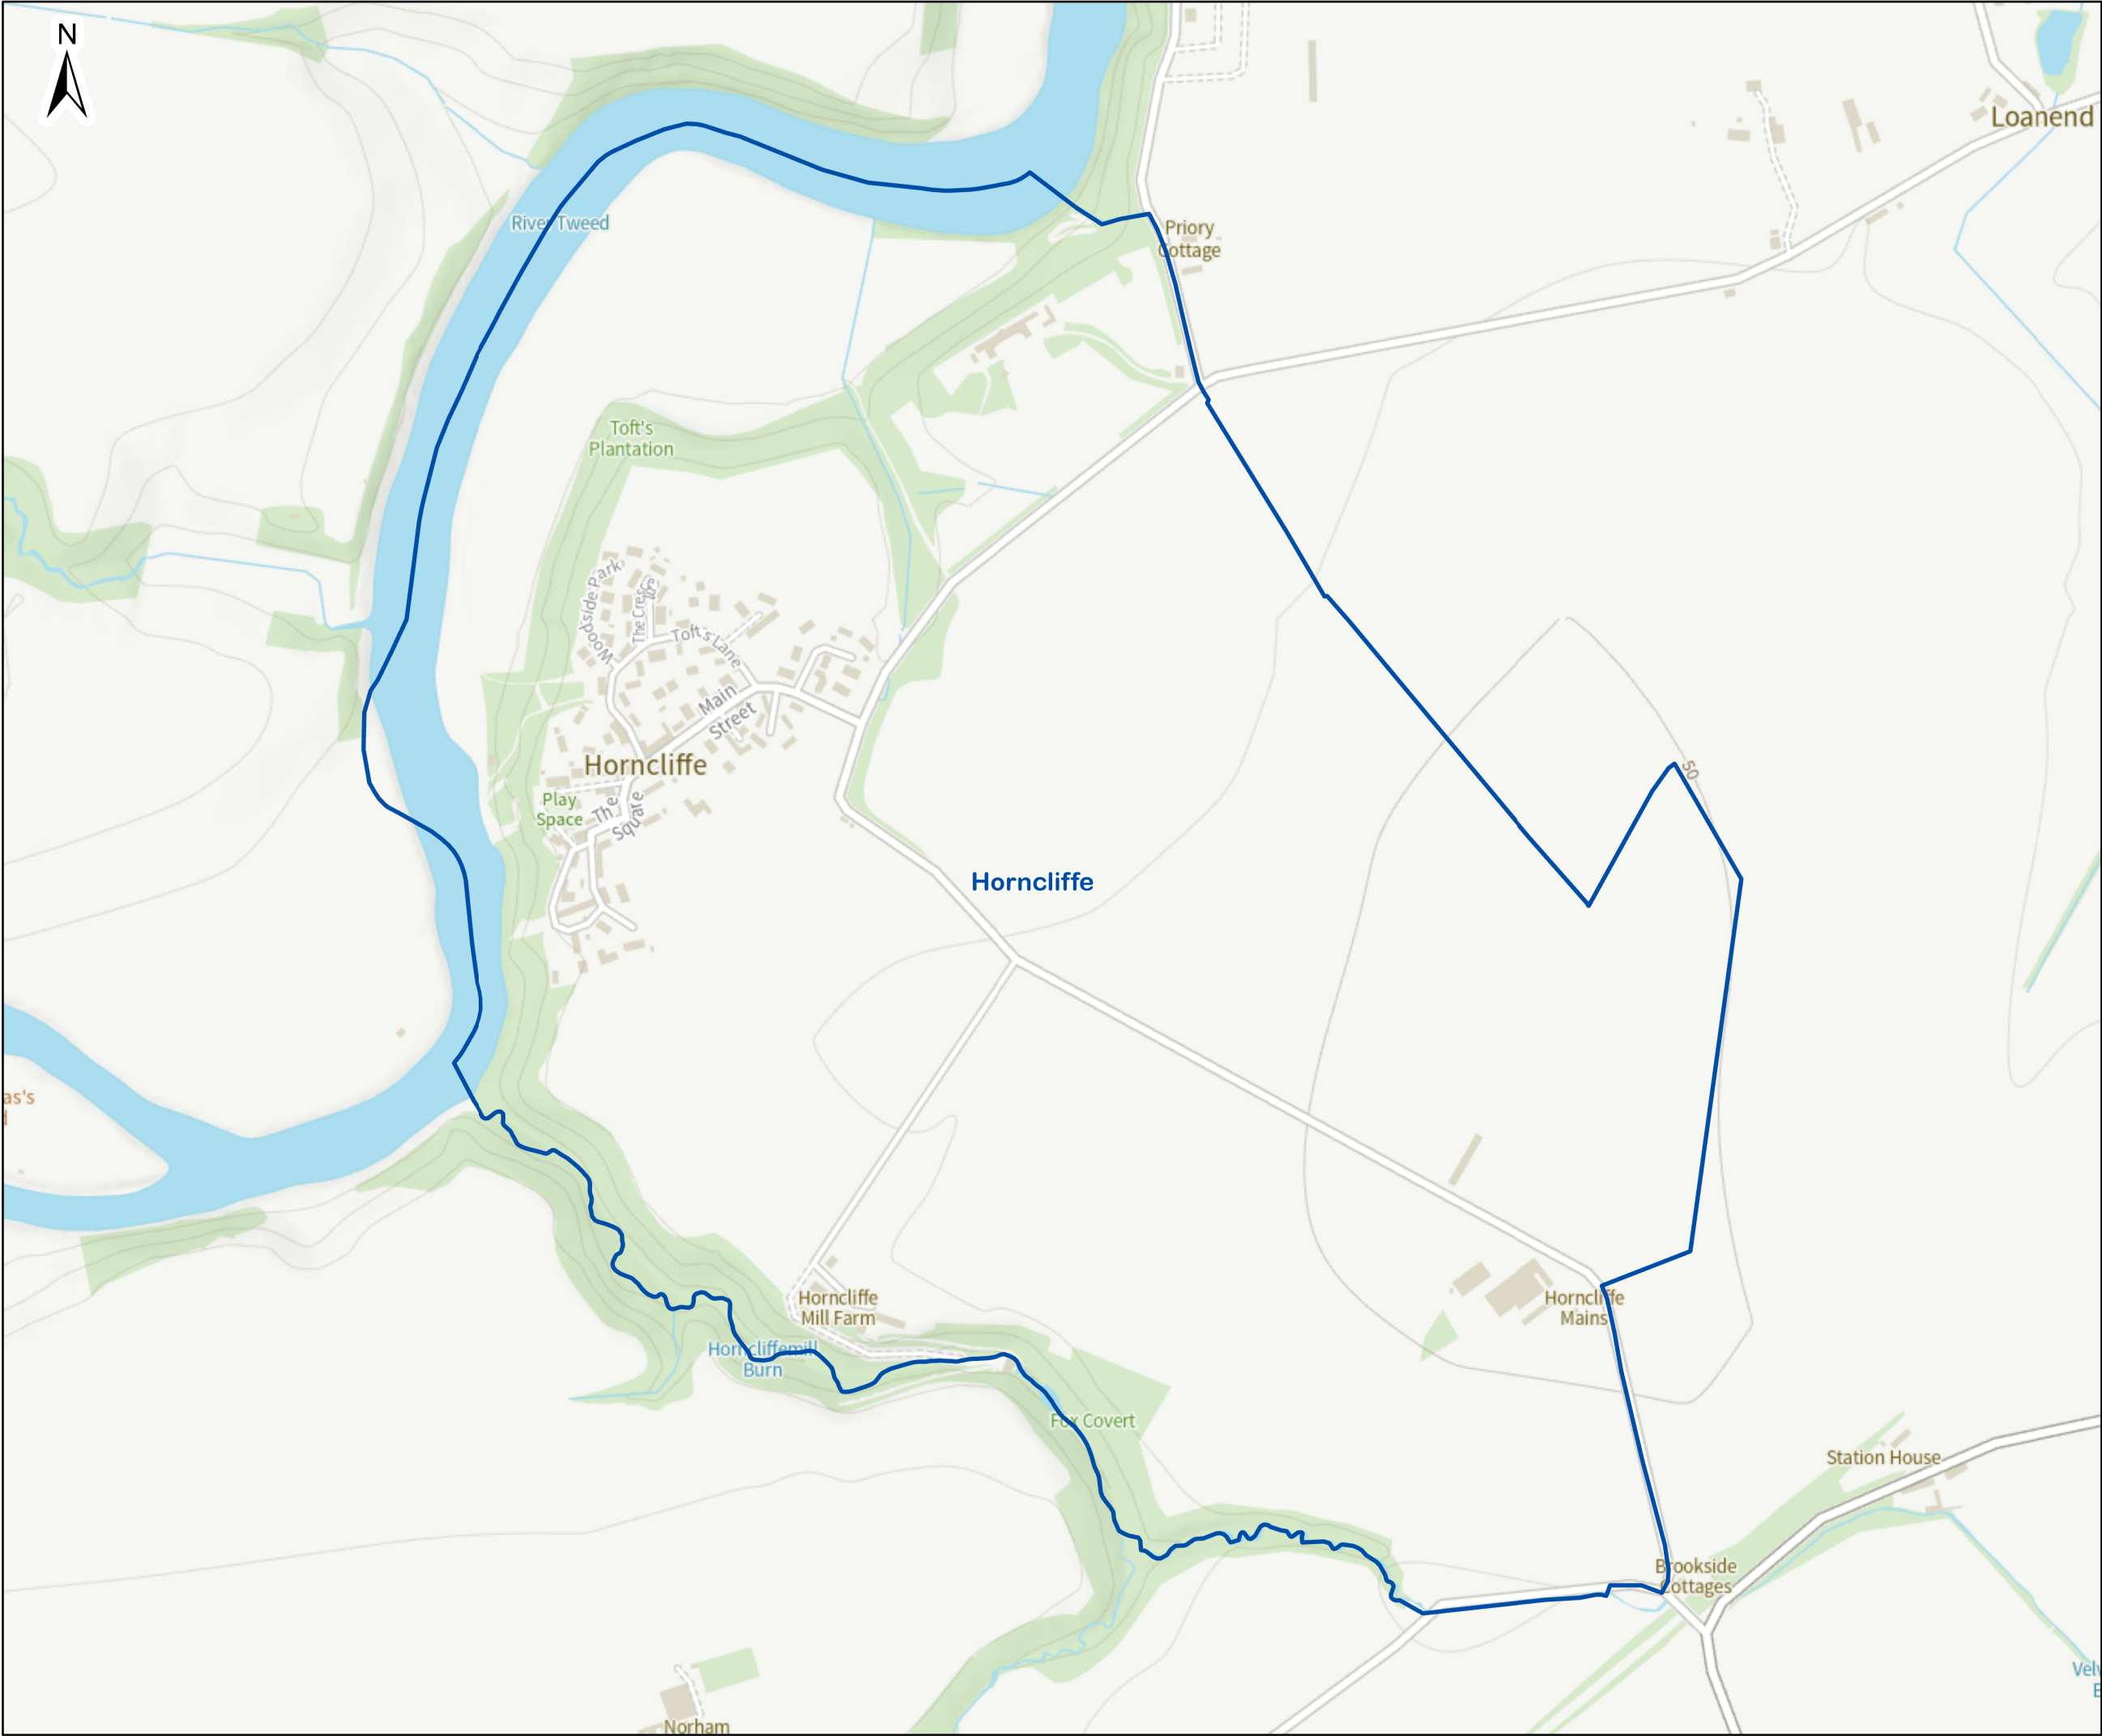 N
Loanend
River Tweed
Priory
Cottage
Toft's
Plantation
Woodside Park
The Crescent
Toft's Lane
Main
Street
Horncliffe
50
Play
Space
The
Square
Horncliffe
as's
Horncliffe
Mill Farm
Horncliffe
Mains
Horncliffemill
Burn
Fox Covert
Station House
Brookside
Cottages
Norham